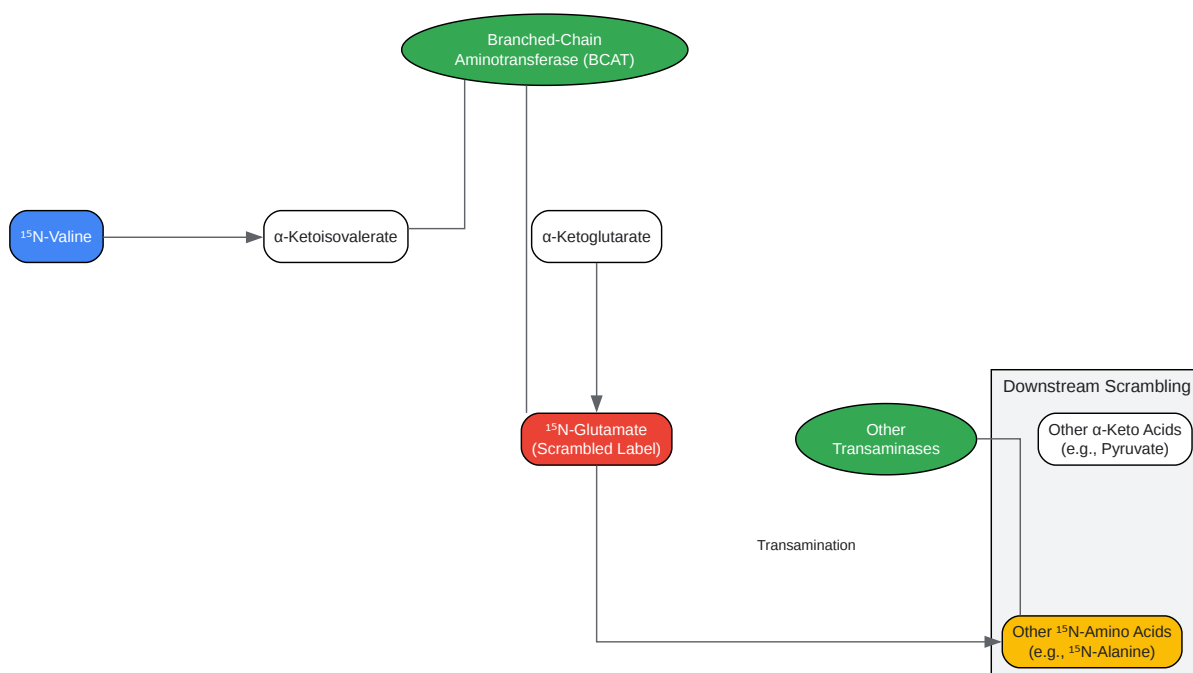 Branched-Chain
Aminotransferase (BCAT)
¹⁵N-Valine
α-Ketoisovalerate
α-Ketoglutarate
Downstream Scrambling
¹⁵N-Glutamate
(Scrambled Label)
Other
Transaminases
Other α-Keto Acids
(e.g., Pyruvate)
Transamination
Other ¹⁵N-Amino Acids
(e.g., ¹⁵N-Alanine)